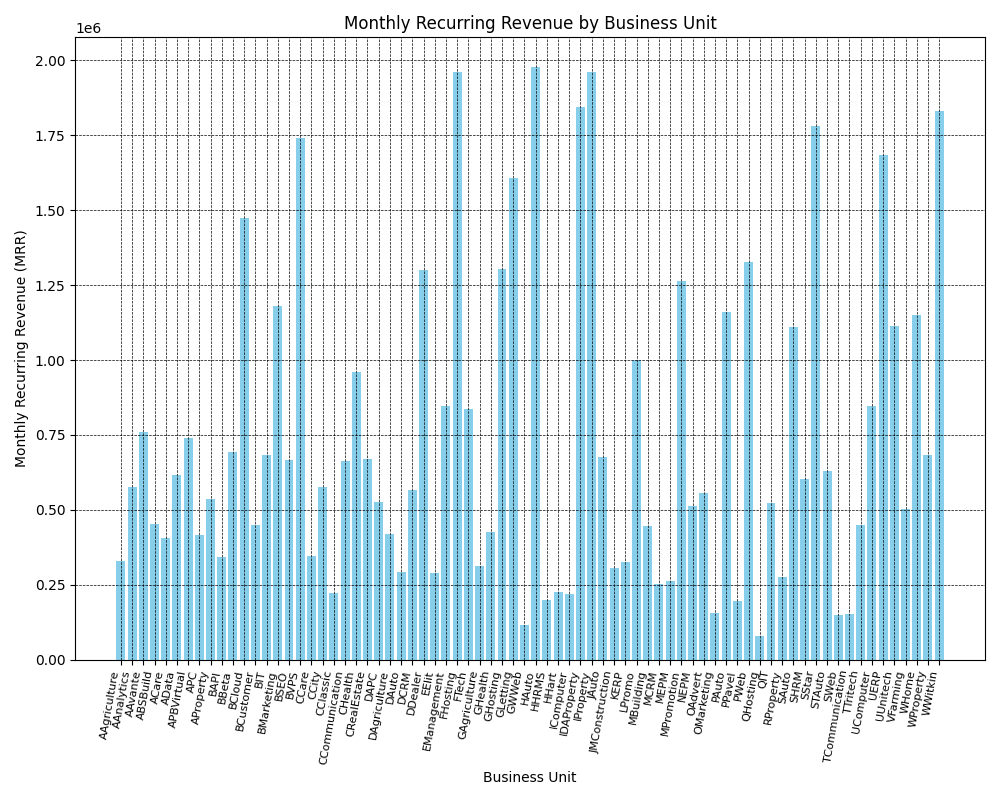 Monthly Recurring Revenue by Business Unit
1e6
2.00
1.75
1.50
1.25
1.00
0.75
0.50
0.25
0.00
Monthly Recurring Revenue (MRR)
AAgriculture
AAnalytics
AAvante
ABSBuild
ACare
AData
APBVirtual
APC
AProperty
BAPI
BBeta
BCloud
BCustomer
BIT
BMarketing
BSEO
BVPS
CCare
CCity
CClassic
CCommunication
CHealth
CRealEstate
DAPC
DAgriculture
DAuto
DCRM
DDealer
EElit
EManagement
FHosting
FTech
GAgriculture
GHealth
GHosting
GLetting
GWWeb
HAuto
HHRMS
HHart
IComputer
IDAProperty
IProperty
JAuto
JMConstruction
KERP
LPromo
MBuilding
MCRM
MEPM
MPromotion
NEPM
OAdvert
OMarketing
PAuto
PPavel
PWeb
QHosting
QIT
RProperty
SAuRB
SHRM
SStar
STAuto
SWeb
TCommunication
TTritech
UComputer
UERP
UUnitech
VFarming
WHome
WProperty
WWitkin
Business Unit